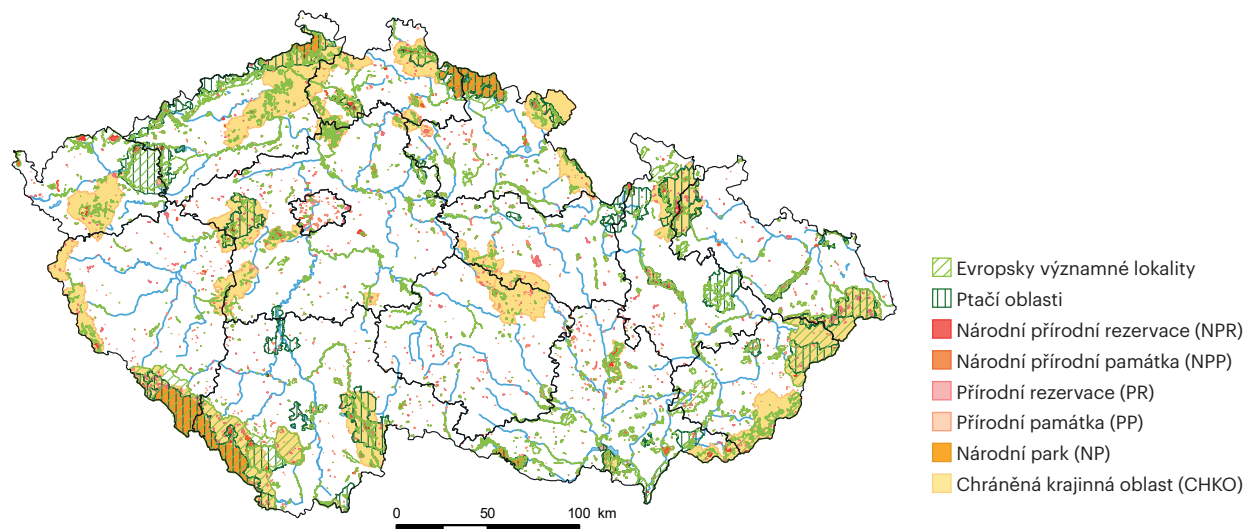 Evropsky významné lokality
Ptačí oblasti
Národní přírodní rezervace (NPR)
Národní přírodní památka (NPP)
Přírodní rezervace (PR)
Přírodní památka (PP)
Národní park (NP)
Chráněná krajinná oblast (CHKO)
0 50 100 km